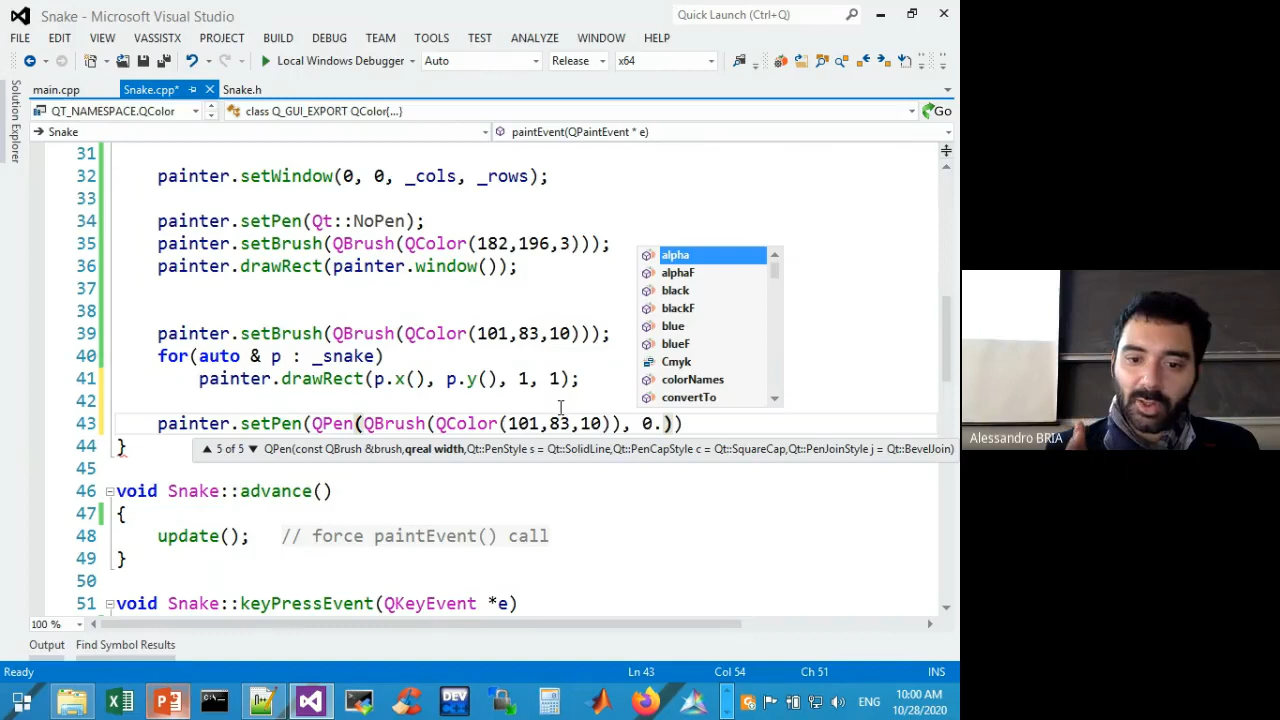 Snake - Microsoft Visual Studio
Quick Launch (Ctrl+Q)
FILE EDIT VIEW VASSISTX PROJECT BUILD DEBUG TEAM TOOLS TEST ANALYZE WINDOW HELP
Local Windows Debugger Auto Release x64
main.cpp Snake.cpp* Snake.h
QT_NAMESPACE.QColor class Q_GUI_EXPORT QColor{...} Go
Snake paintEvent(QPaintEvent * e)
Solution Explorer
31
32 painter.setWindow(0, 0, _cols, _rows);
33
34 painter.setPen(Qt::NoPen);
35 painter.setBrush(QBrush(QColor(182,196,3)));
36 painter.drawRect(painter.window());
37
38
39 painter.setBrush(QBrush(QColor(101,83,10)));
40 for(auto & p : _snake)
41 painter.drawRect(p.x(), p.y(), 1, 1);
42
43 painter.setPen(QPen(QBrush(QColor(101,83,10)), 0.))
44 }
45
46 void Snake::advance()
47 {
48 update(); // force paintEvent() call
49 }
50
51 void Snake::keyPressEvent(QKeyEvent *e)
alpha
alphaF
black
blackF
blue
blueF
Cmyk
colorNames
convertTo
5 of 5 QPen(const QBrush &brush,qreal width,Qt::PenStyle s = Qt::SolidLine,Qt::PenCapStyle c = Qt::SquareCap,Qt::PenJoinStyle j = Qt::BevelJoin)
100 %
Output Find Symbol Results
Ready Ln 43 Col 54 Ch 51 INS
DEV
ENG
10:00 AM
10/28/2020
Alessandro BRIA